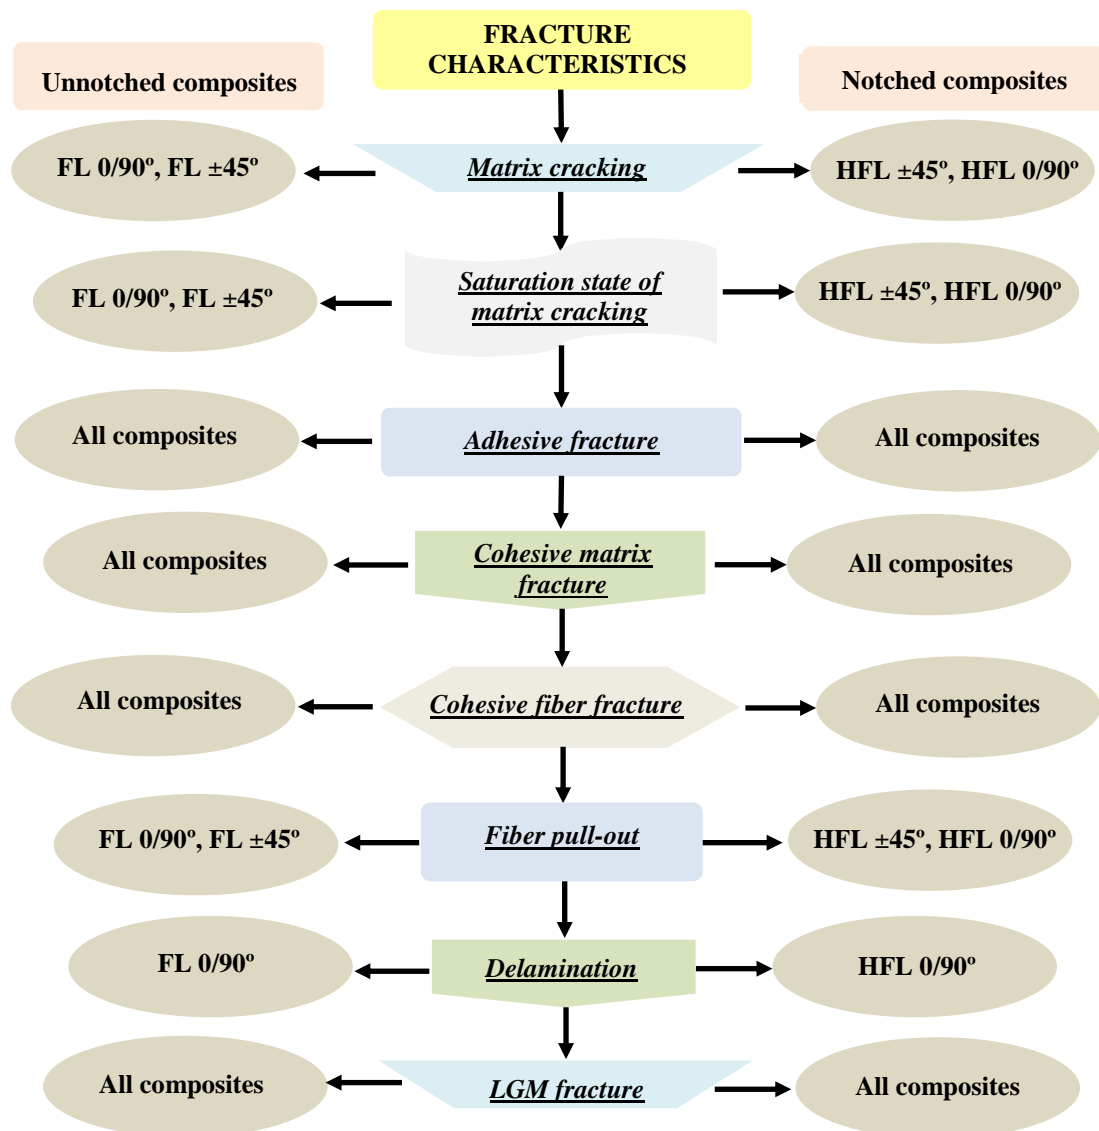 FRACTURE
CHARACTERISTICS
Unnotched composites
Notched composites
FL 0/90º, FL ±45º
Matrix cracking
HFL ±45º, HFL 0/90º
FL 0/90º, FL ±45º
Saturation state of
matrix cracking
HFL ±45º, HFL 0/90º
All composites
Adhesive fracture
All composites
All composites
Cohesive matrix
fracture
All composites
All composites
Cohesive fiber fracture
All composites
FL 0/90º, FL ±45º
Fiber pull-out
HFL ±45º, HFL 0/90º
FL 0/90º
Delamination
HFL 0/90º
All composites
LGM fracture
All composites